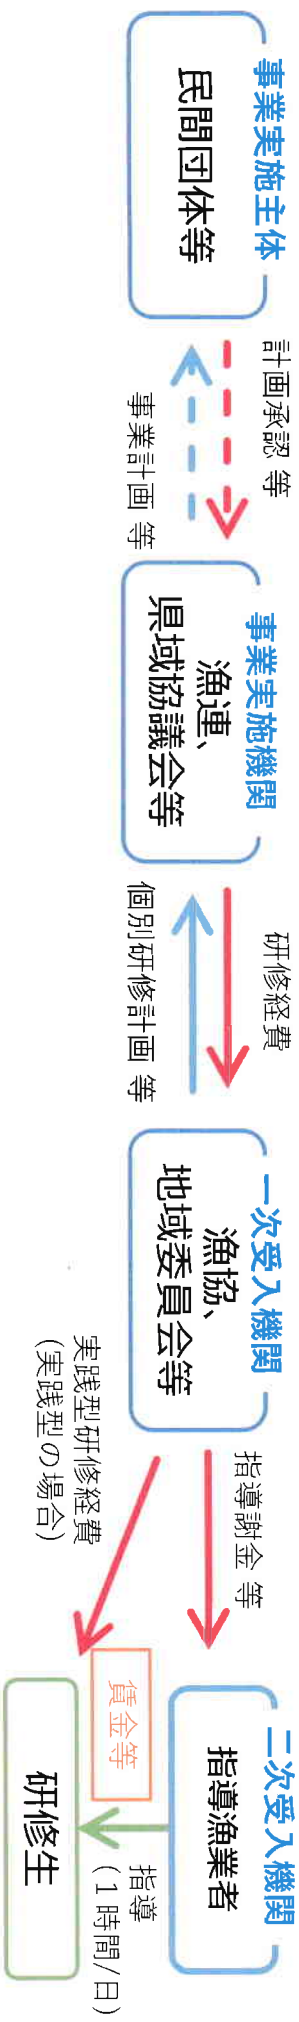 事業実施主体
民間団体等
計画承認 等
事業計画 等
事業実施機関
漁連、
県域協議会等
研修経費
個別研修計画 等
一次受入機関
漁協、
地域委員会等
指導謝金 等
実践型研修経費
(実践型の場合)
二次受入機関
指導漁業者
賃金等
指導
(1時間/日)
研修生